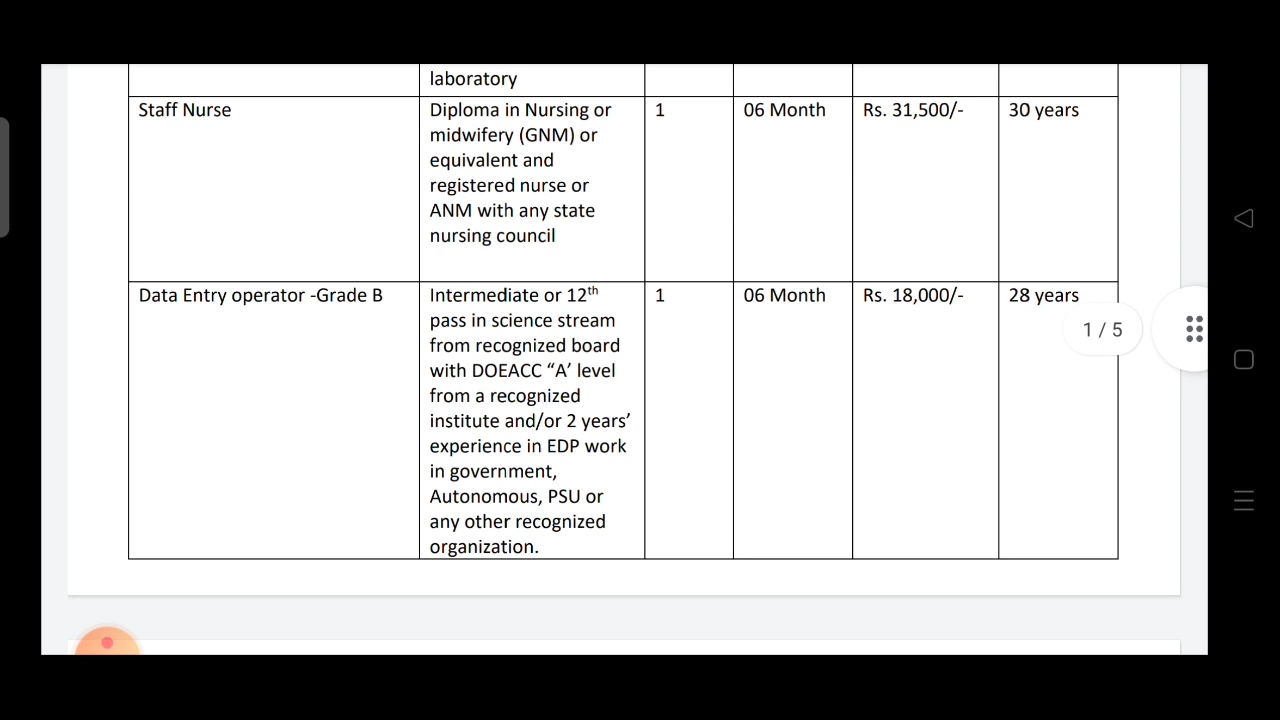 laboratory
Staff Nurse
Diploma in Nursing or
midwifery (GNM) or
equivalent and
registered nurse or
ANM with any state
nursing council
1
06 Month
Rs. 31,500/-
30 years
Data Entry operator -Grade B
Intermediate or 12th
pass in science stream
from recognized board
with DOEACC “A’ level
from a recognized
institute and/or 2 years’
experience in EDP work
in government,
Autonomous, PSU or
any other recognized
organization.
1
06 Month
Rs. 18,000/-
28 years
1 / 5